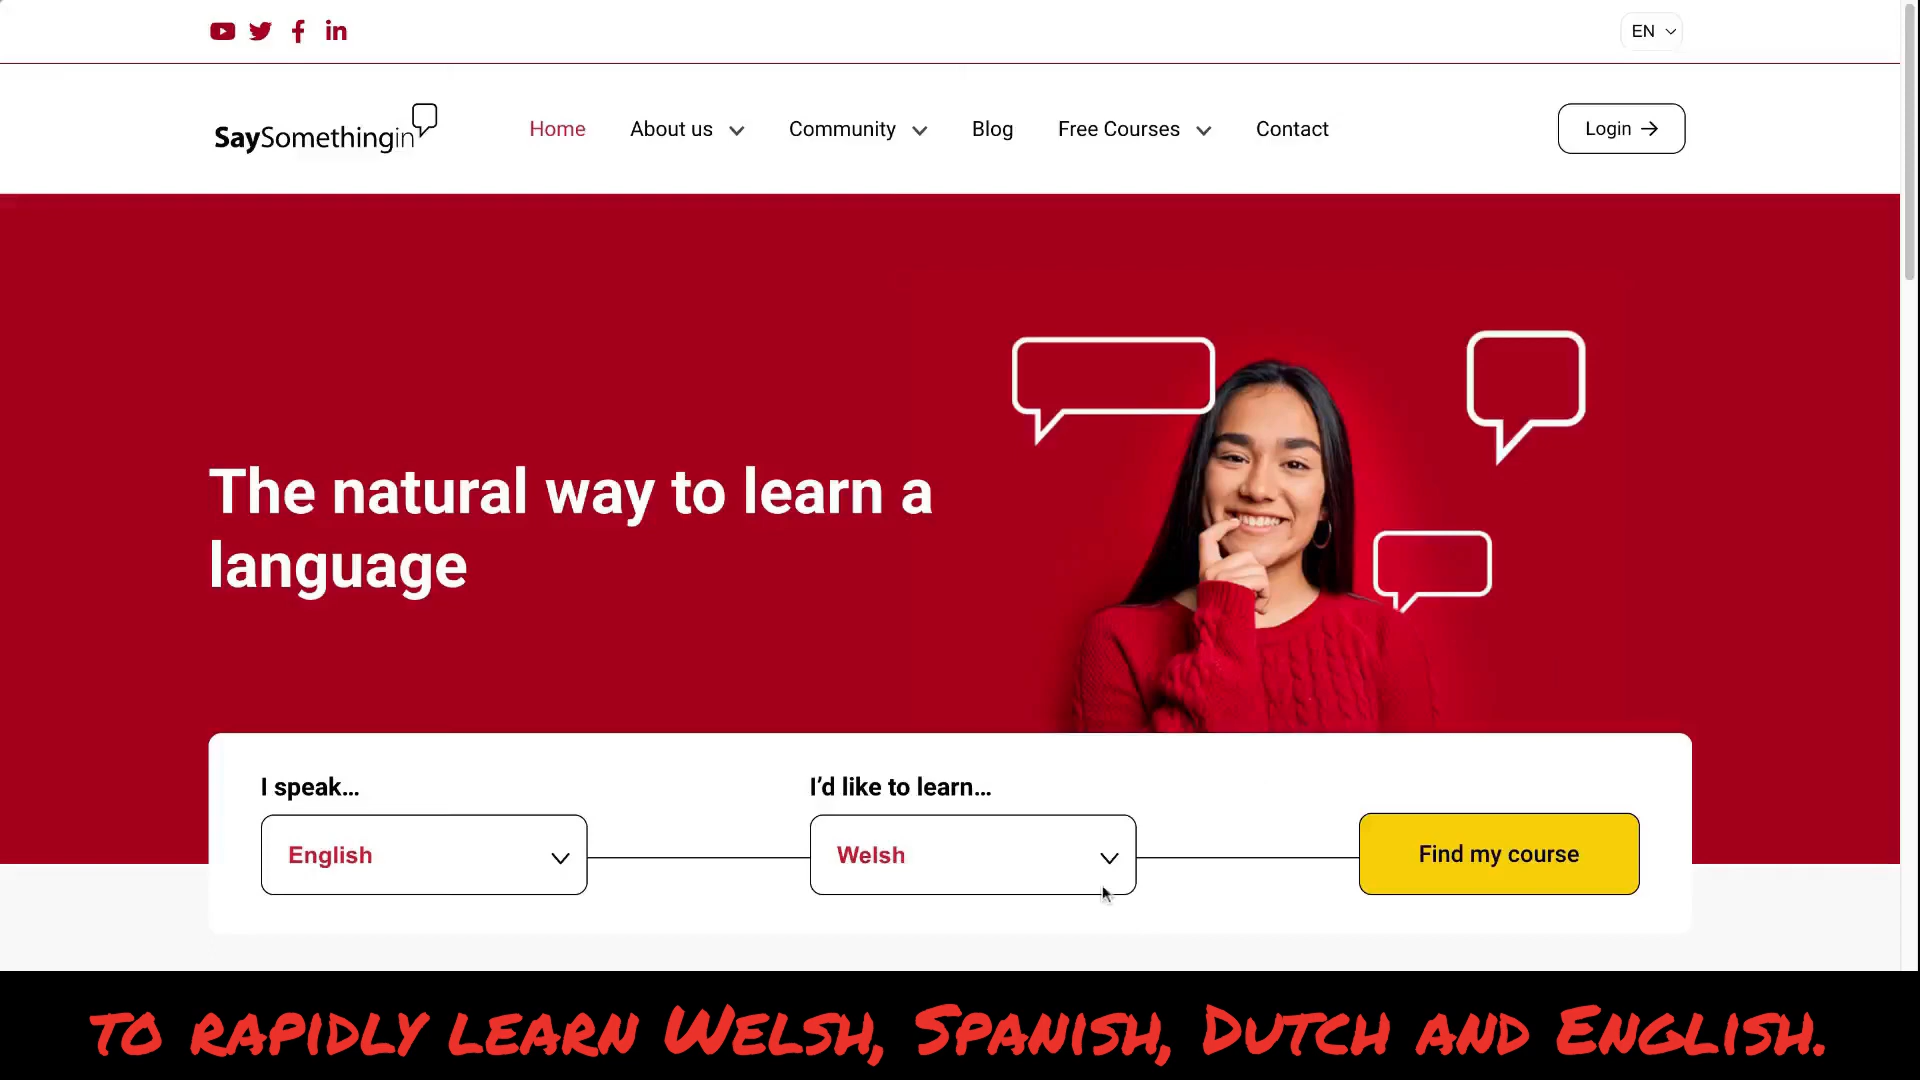 EN
SaySomethingin
Home
About us
Community
Blog
Free Courses
Contact
Login →
The natural way to learn a
language
I speak...
I'd like to learn...
English
Welsh
Find my course
to rapidly learn Welsh, Spanish, Dutch and English.